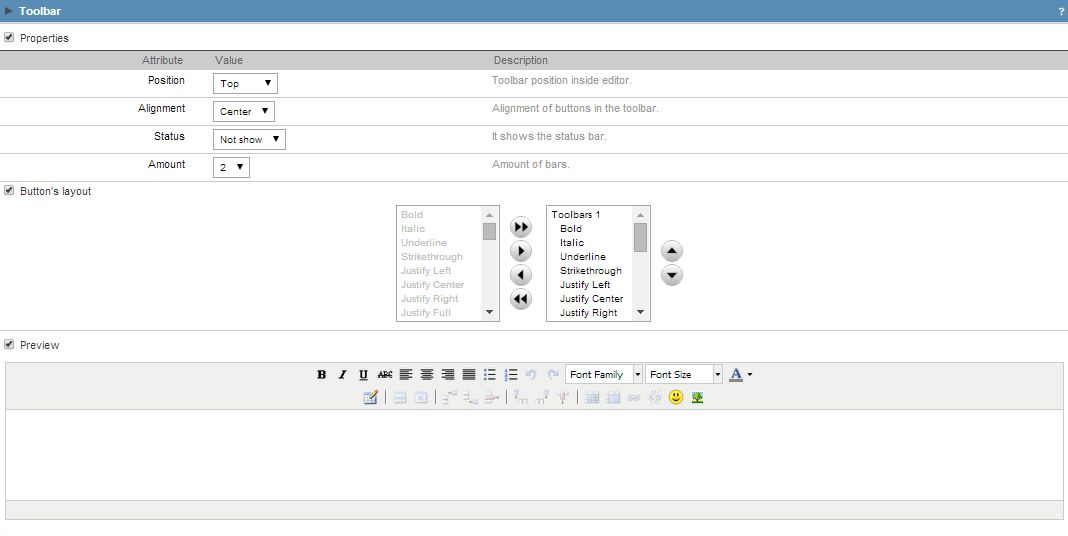 Toolbar ?
Properties
Attribute Value Description
Position Top Toolbar position inside editor.
Alignment Center Alignment of buttons in the toolbar.
Status Not show It shows the status bar.
Amount 2 Amount of bars.
Button's layout
Bold
Italic
Underline
Strikethrough
Justify Left
Justify Center
Justify Right
Justify Full
Toolbars 1
Bold
Italic
Underline
Strikethrough
Justify Left
Justify Center
Justify Right
Preview
B I U ABC Font Family Font Size A